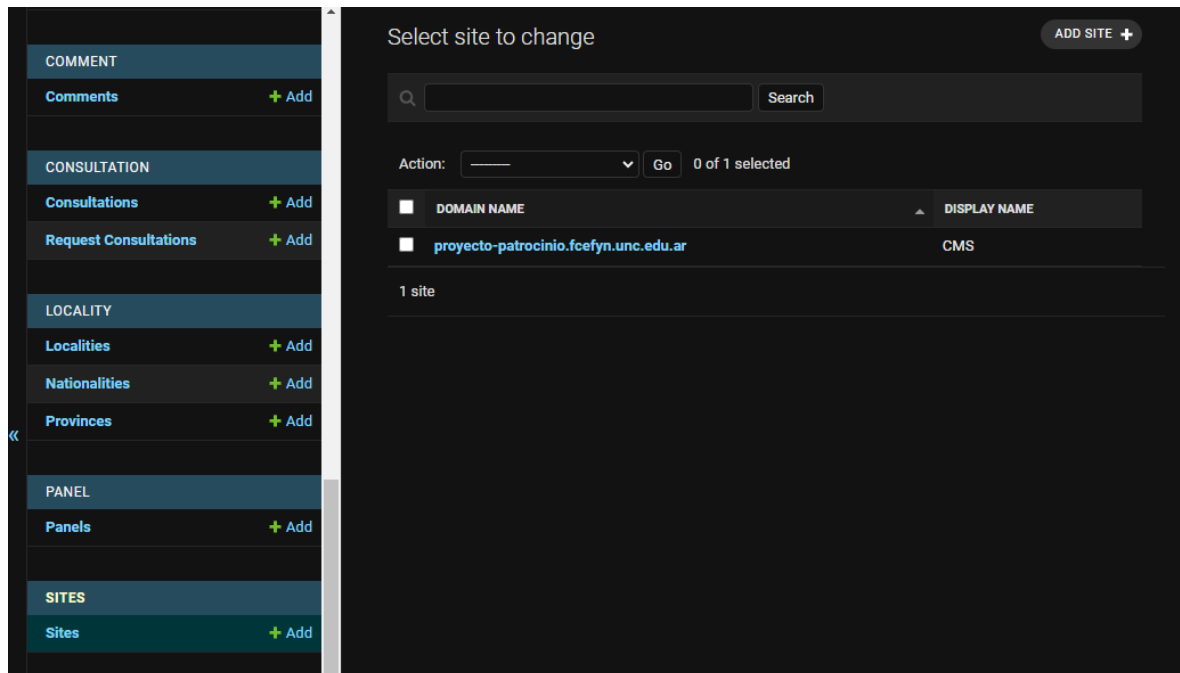 COMMENT
Comments + Add
CONSULTATION
Consultations + Add
Request Consultations + Add
LOCALITY
Localities + Add
Nationalities + Add
Provinces + Add
«
PANEL
Panels + Add
SITES
Sites + Add
Select site to change
ADD SITE +
Search
Action: --------- Go 0 of 1 selected
DOMAIN NAME DISPLAY NAME
proyecto-patrocinio.fcefyn.unc.edu.ar CMS
1 site